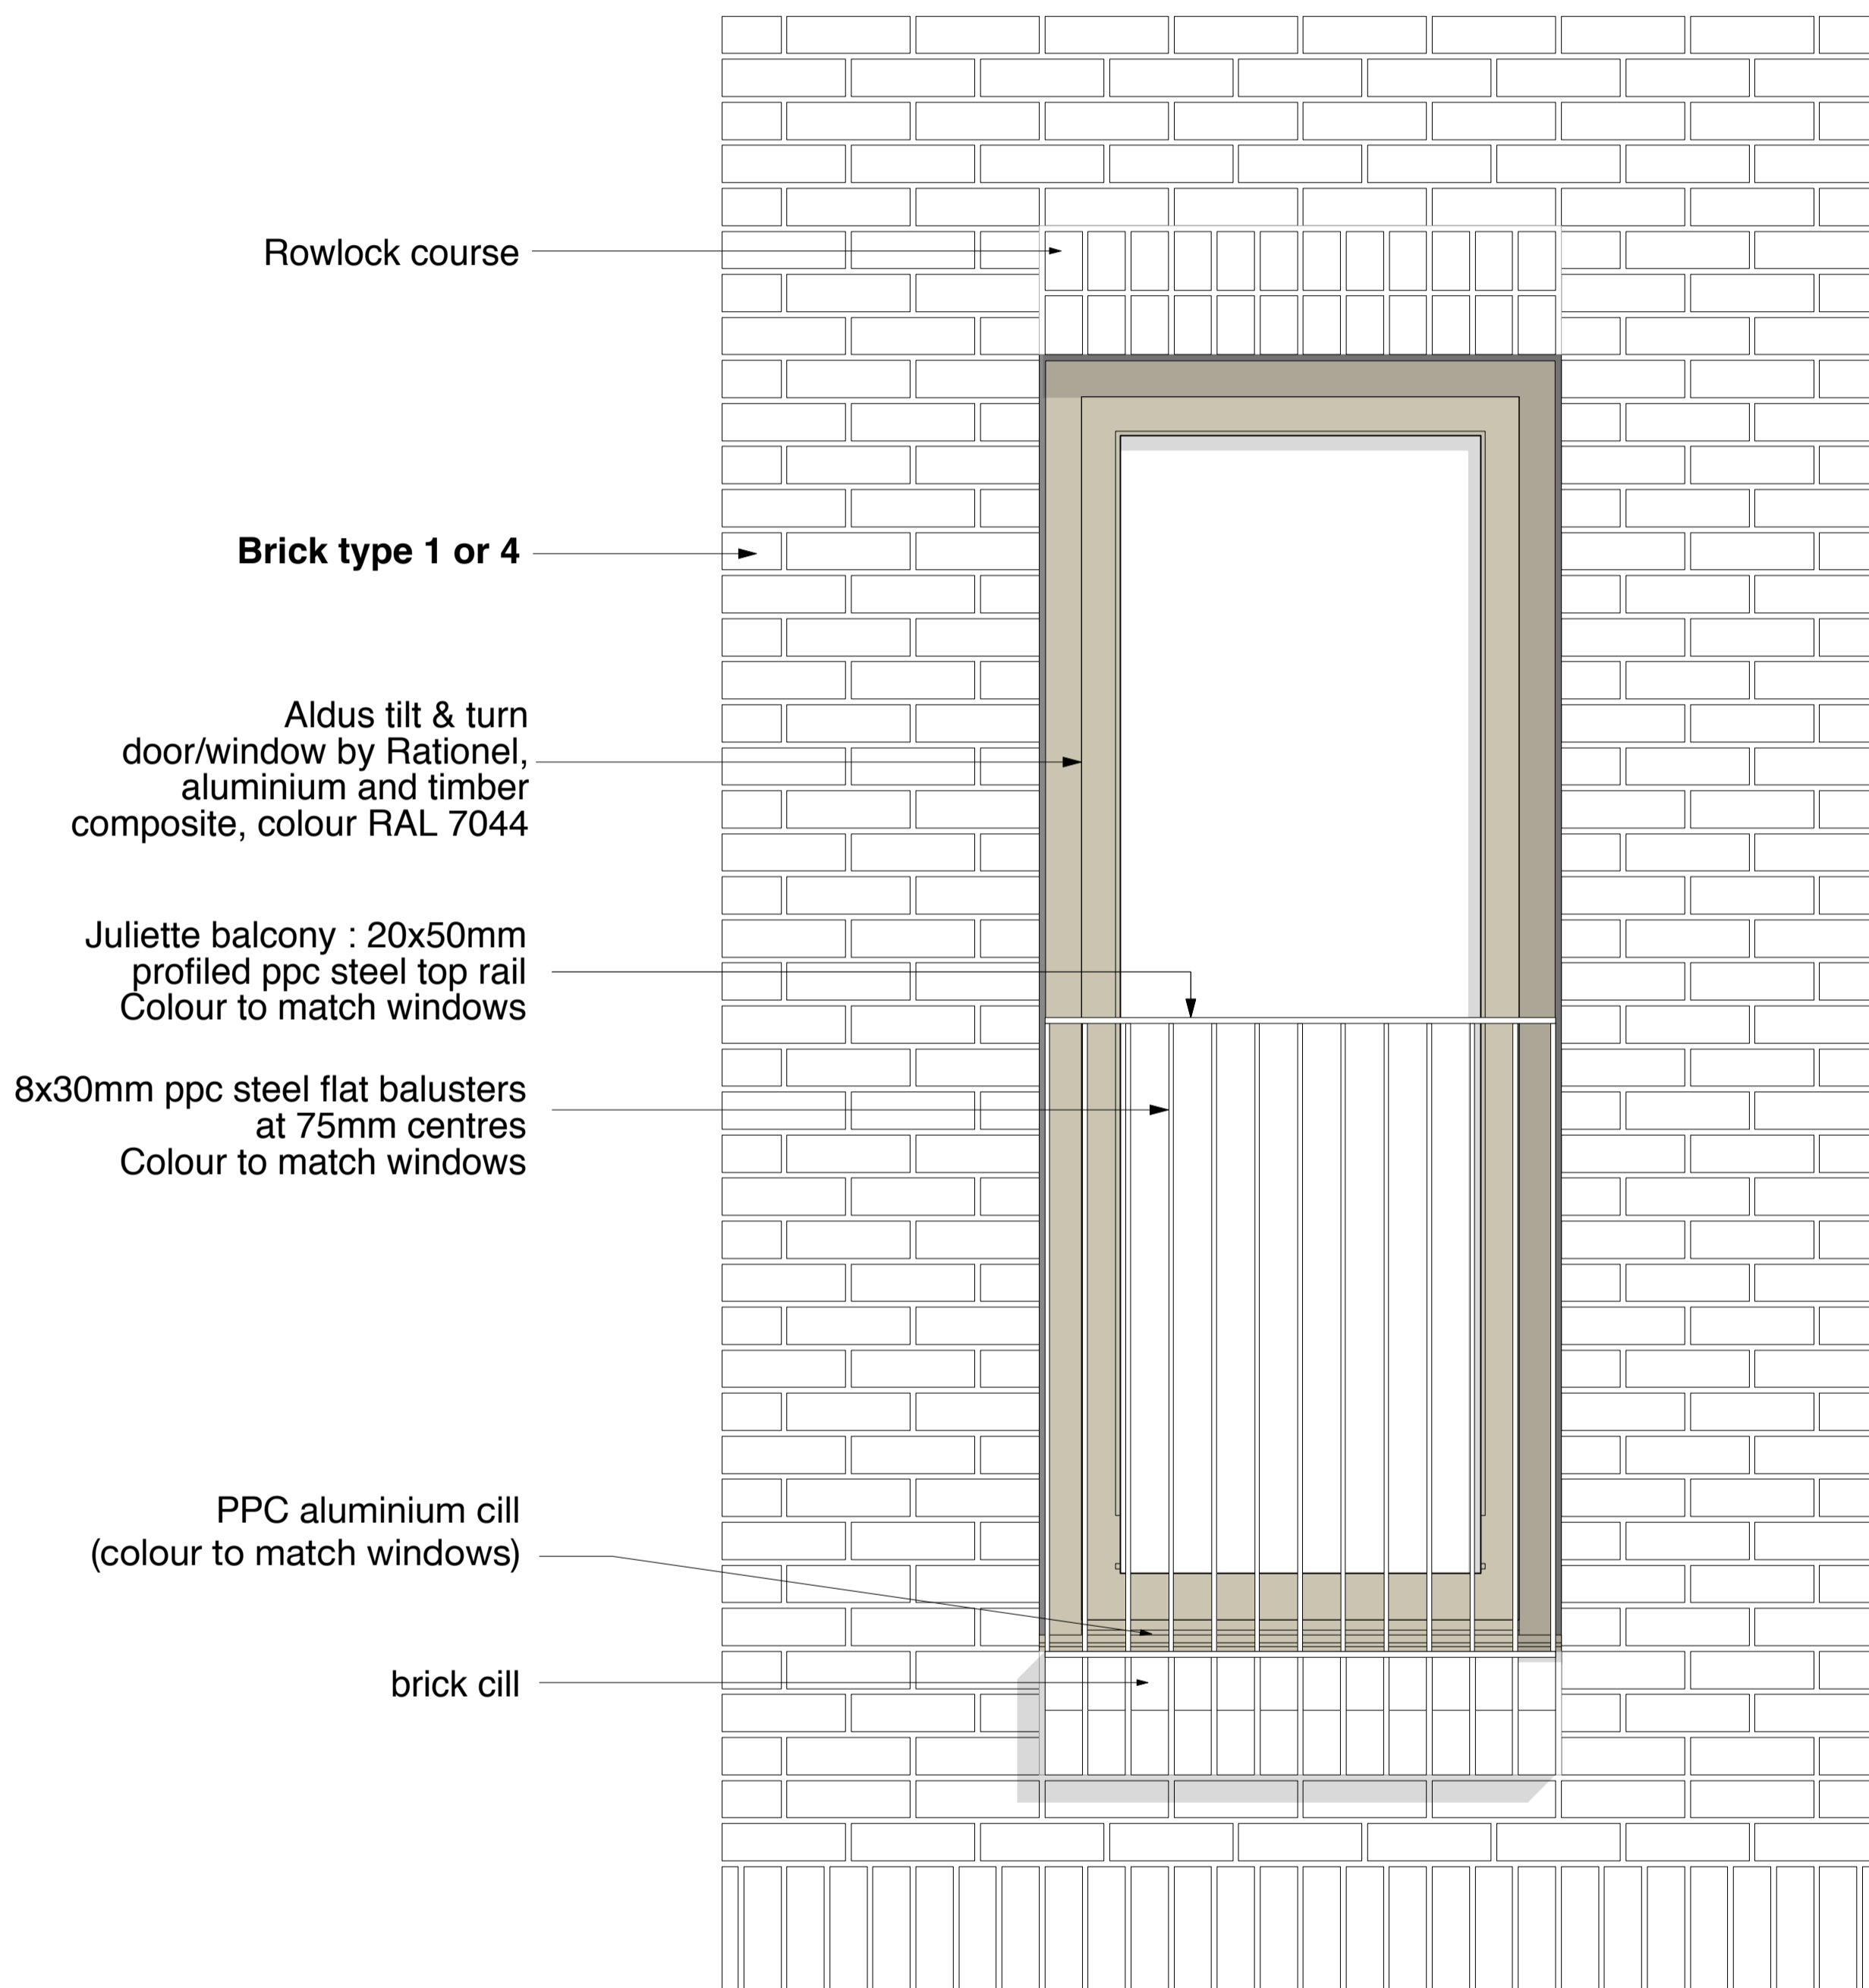 Rowlock course
Brick type 1 or 4
Aldus tilt & turn
door/window by Rationel,
aluminium and timber
composite, colour RAL 7044
Juliette balcony : 20x50mm
profiled ppc steel top rail
Colour to match windows
8x30mm ppc steel flat balusters
at 75mm centres
Colour to match windows
PPC aluminium cill
(colour to match windows)
brick cill